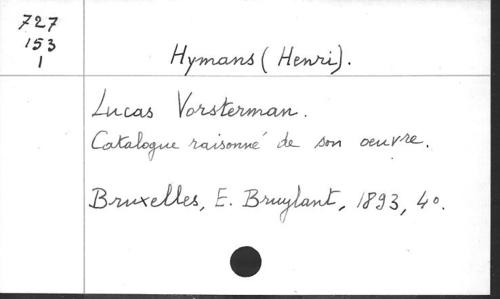 727
153
1
Hymans (Henri).
Lucas Vorsterman.
Catalogue raisonné de son oeuvre.
Bruxelles, E. Bruylant, 1893, 4o.